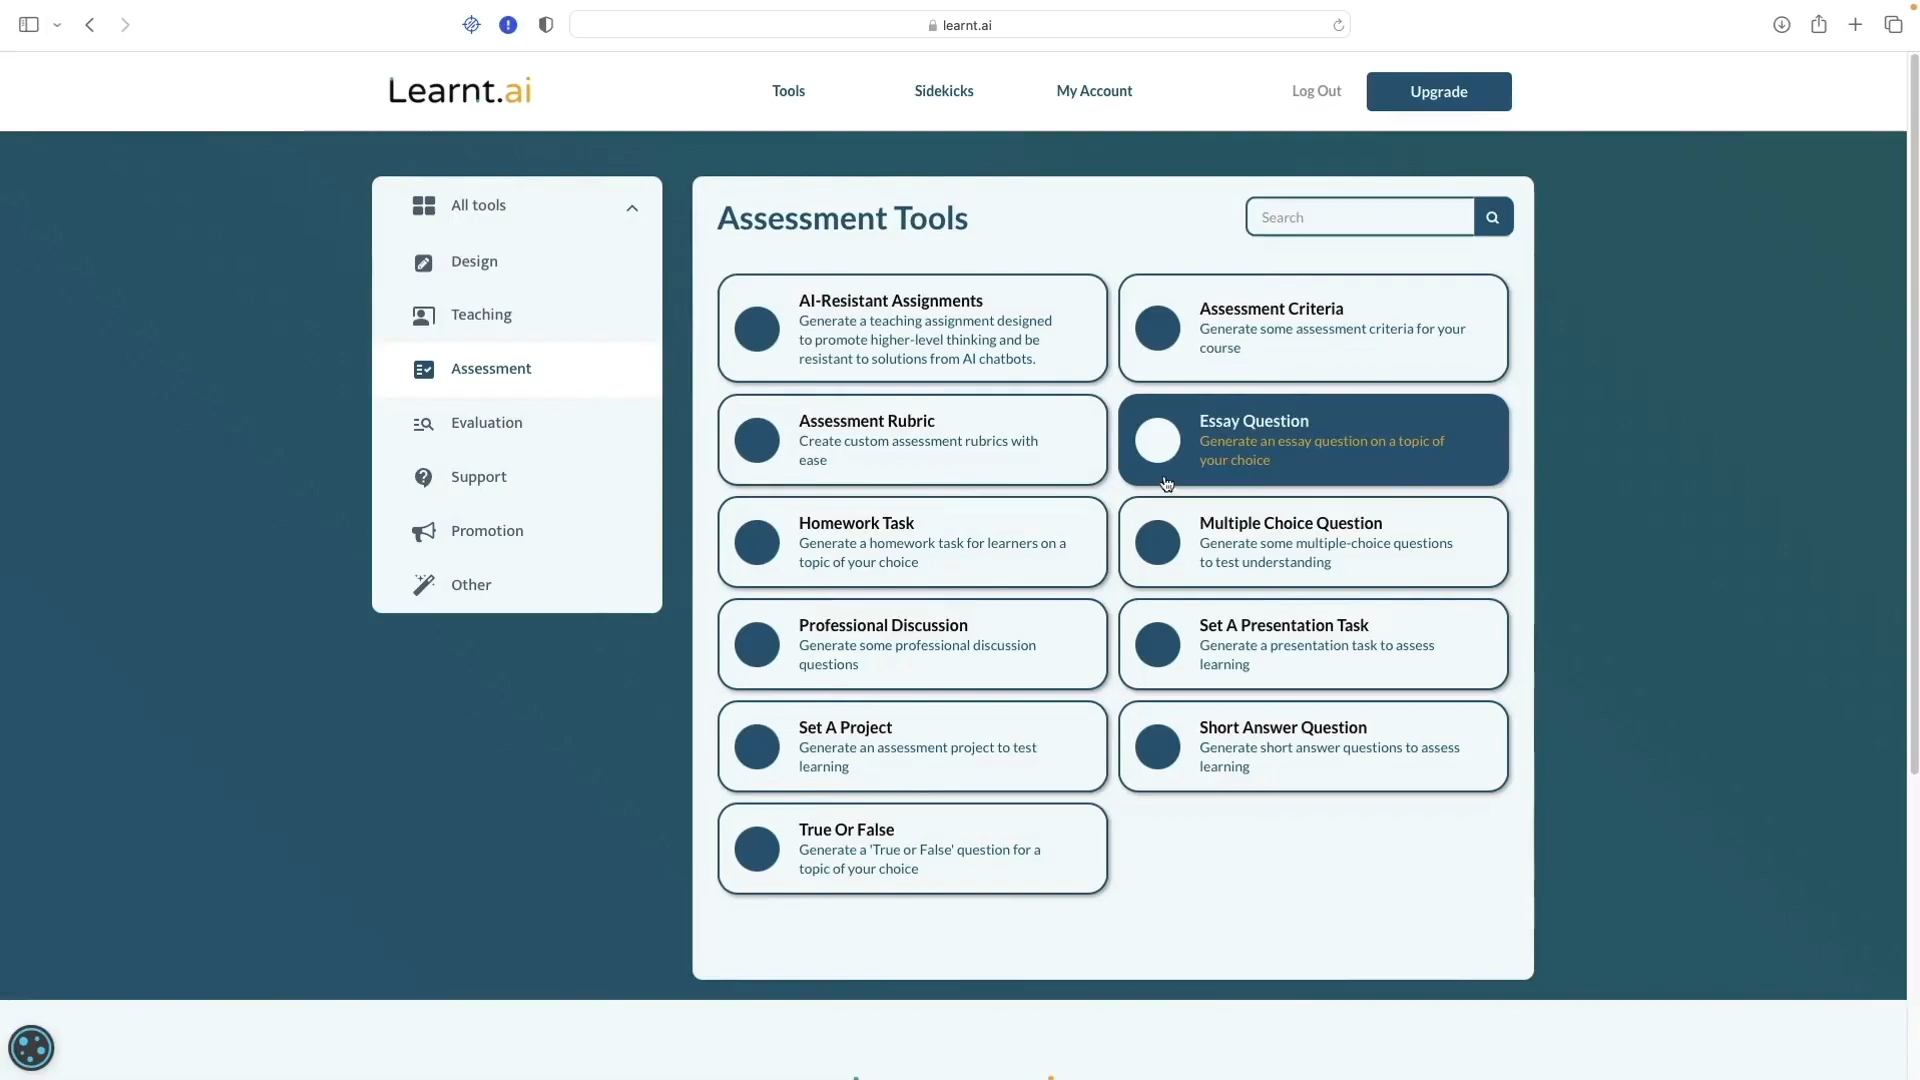 learnt.ai
Learnt.ai
Tools
Sidekicks
My Account
Log Out
Upgrade
All tools
Design
Teaching
Assessment
Evaluation
Support
Promotion
Other
Assessment Tools
Search
AI-Resistant Assignments
Generate a teaching assignment designed
to promote higher-level thinking and be
resistant to solutions from AI chatbots.
Assessment Criteria
Generate some assessment criteria for your
course
Assessment Rubric
Create custom assessment rubrics with
ease
Essay Question
Generate an essay question on a topic of
your choice
Homework Task
Generate a homework task for learners on a
topic of your choice
Multiple Choice Question
Generate some multiple-choice questions
to test understanding
Professional Discussion
Generate some professional discussion
questions
Set A Presentation Task
Generate a presentation task to assess
learning
Set A Project
Generate an assessment project to test
learning
Short Answer Question
Generate short answer questions to assess
learning
True Or False
Generate a 'True or False' question for a
topic of your choice